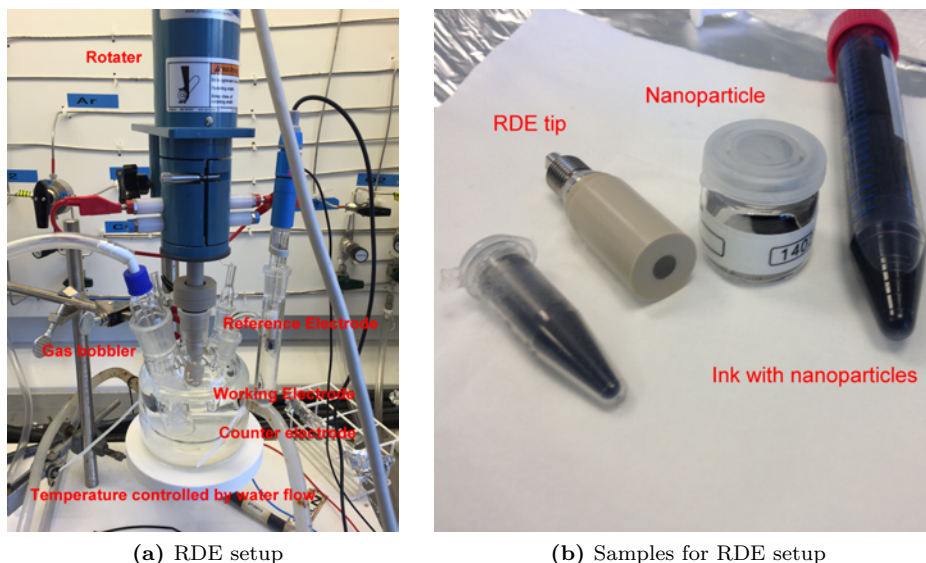 Rotater
WARNING
Ar
Reference Electrode
Gas bobbler
Working Electrode
Counter electrode
Temperature controlled by water flow
Nanoparticle
RDE tip
140
Ink with nanoparticles
(a) RDE setup
(b) Samples for RDE setup